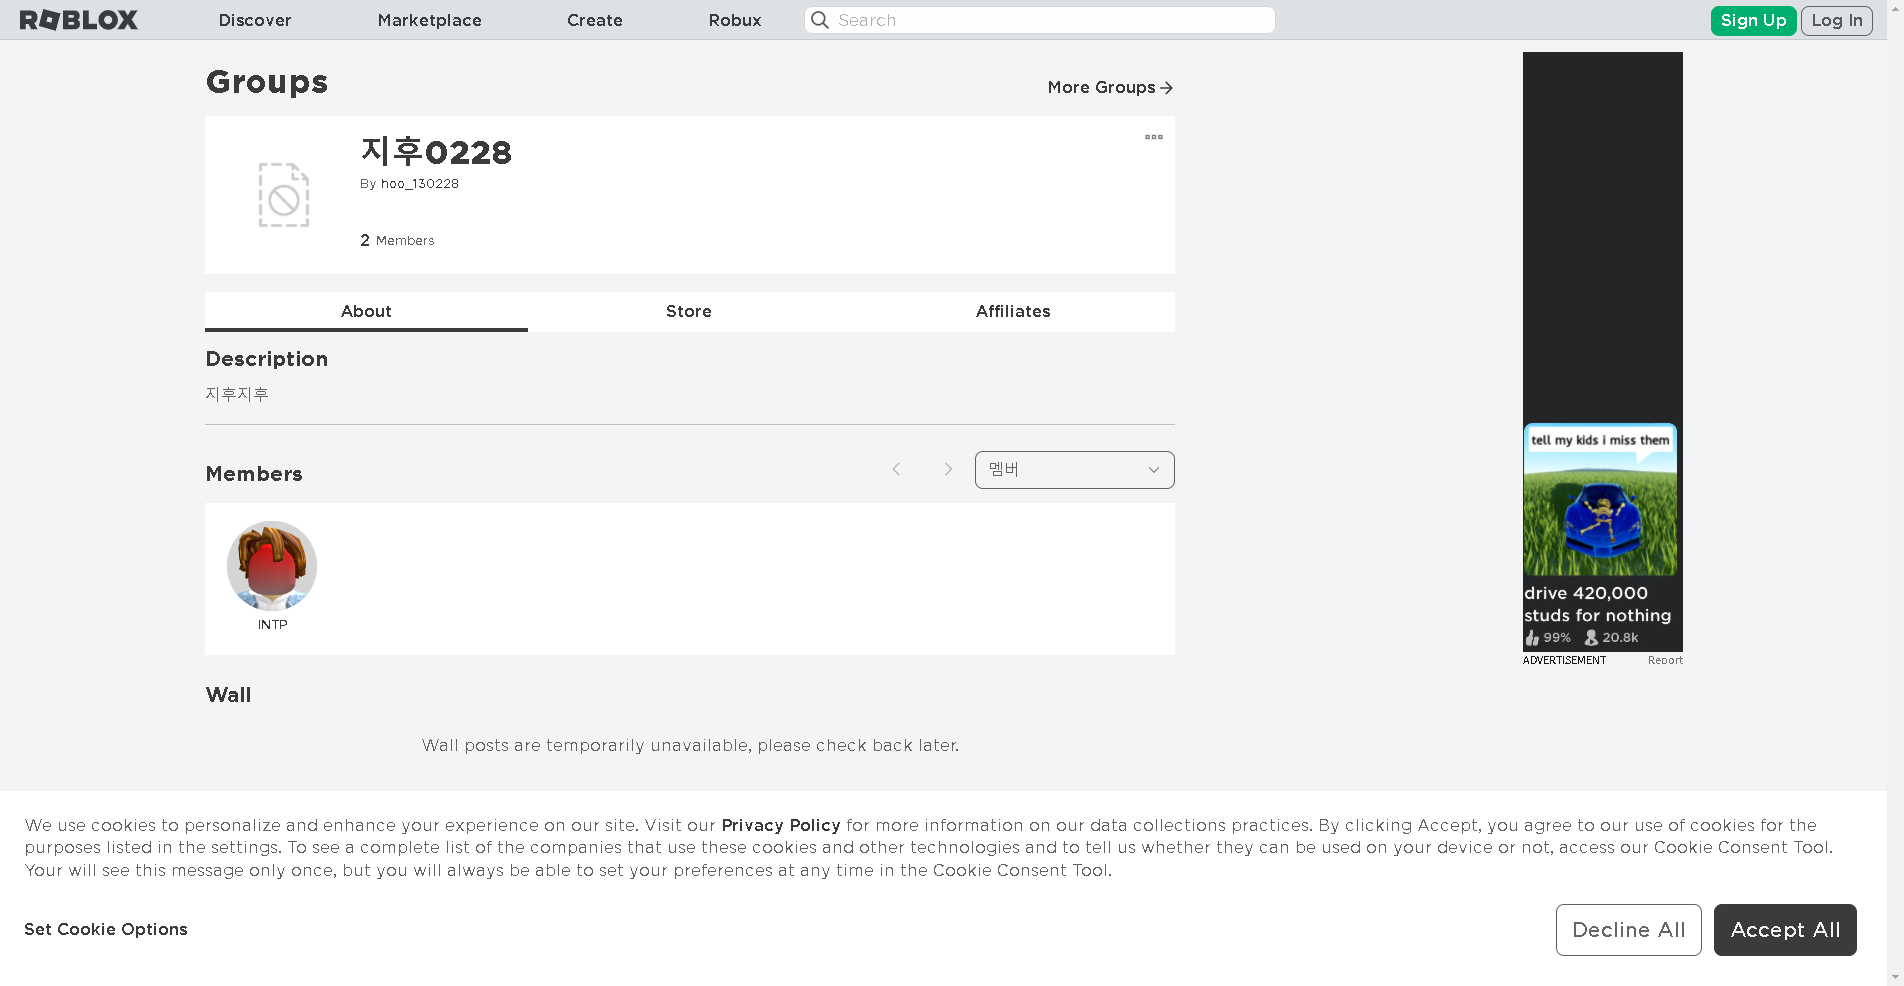 ROBLOX Discover Marketplace Create Robux Search Sign Up Log In
Groups
More Groups
지후0228
By hoo_130228
2 Members
About Store Affiliates
Description
지후지후
Members
멤버
INTP
Wall
Wall posts are temporarily unavailable, please check back later.
tell my kids i miss them
drive 420,000
studs for nothing
99% 20.8k
ADVERTISEMENT Report
We use cookies to personalize and enhance your experience on our site. Visit our Privacy Policy for more information on our data collections practices. By clicking Accept, you agree to our use of cookies for the
purposes listed in the settings. To see a complete list of the companies that use these cookies and other technologies and to tell us whether they can be used on your device or not, access our Cookie Consent Tool.
Your will see this message only once, but you will always be able to set your preferences at any time in the Cookie Consent Tool.
Set Cookie Options
Decline All
Accept All